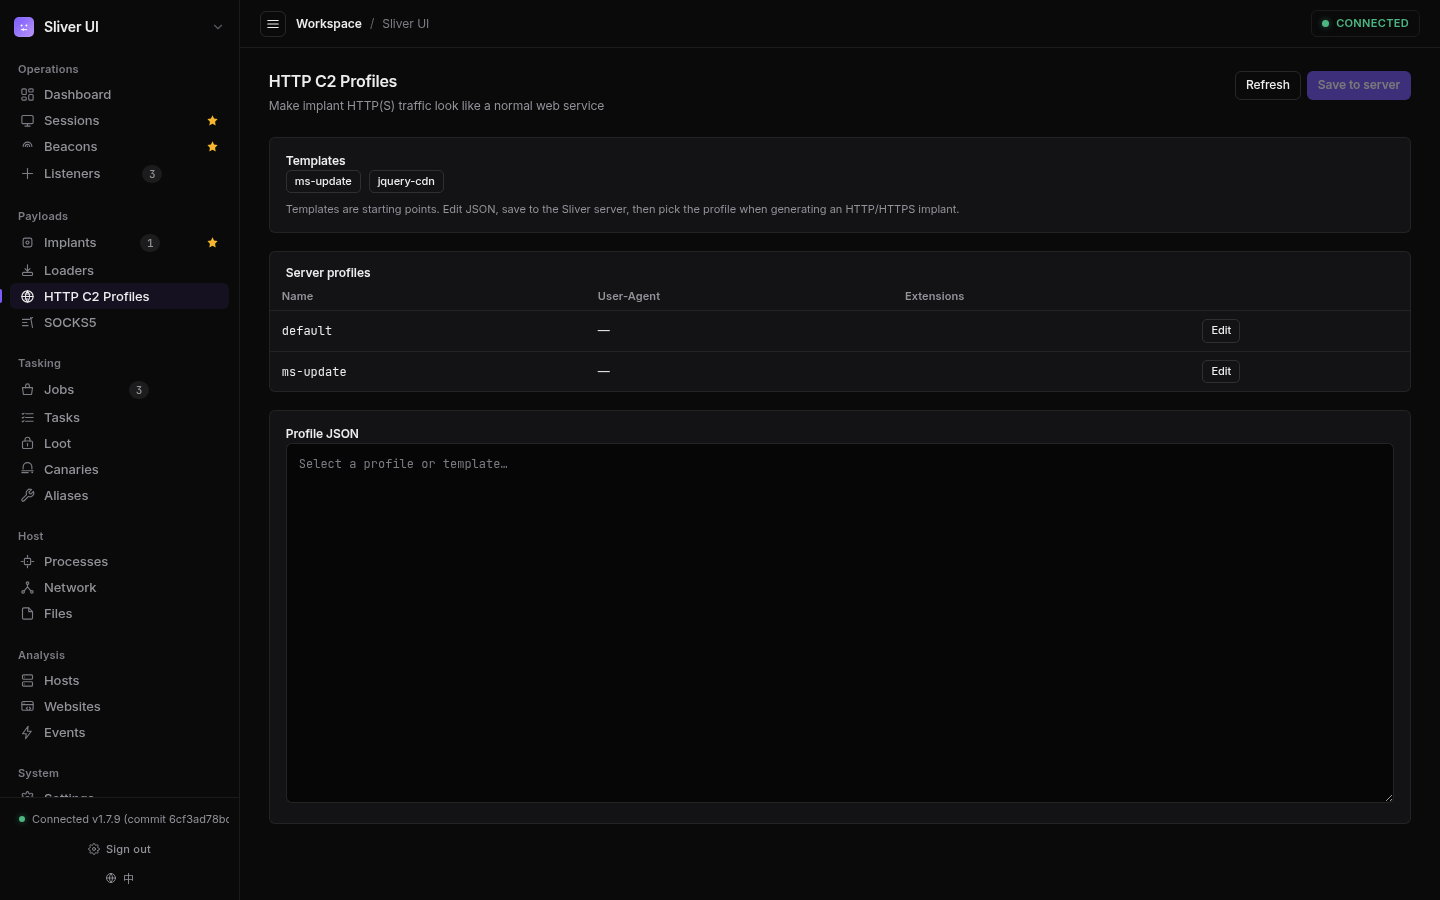 Sliver UI
Operations
Dashboard
Sessions
Beacons
Listeners 3
Payloads
Implants 1
Loaders
HTTP C2 Profiles
SOCKS5
Tasking
Jobs 3
Tasks
Loot
Canaries
Aliases
Host
Processes
Network
Files
Analysis
Hosts
Websites
Events
System
Settings
Connected v1.7.9 (commit 6cf3ad78bc
Sign out
中
Workspace / Sliver UI
CONNECTED
HTTP C2 Profiles
Make implant HTTP(S) traffic look like a normal web service
Refresh
Save to server
Templates
ms-update jquery-cdn
Templates are starting points. Edit JSON, save to the Sliver server, then pick the profile when generating an HTTP/HTTPS implant.
Server profiles
Name User-Agent Extensions
default — Edit
ms-update — Edit
Profile JSON
Select a profile or template…